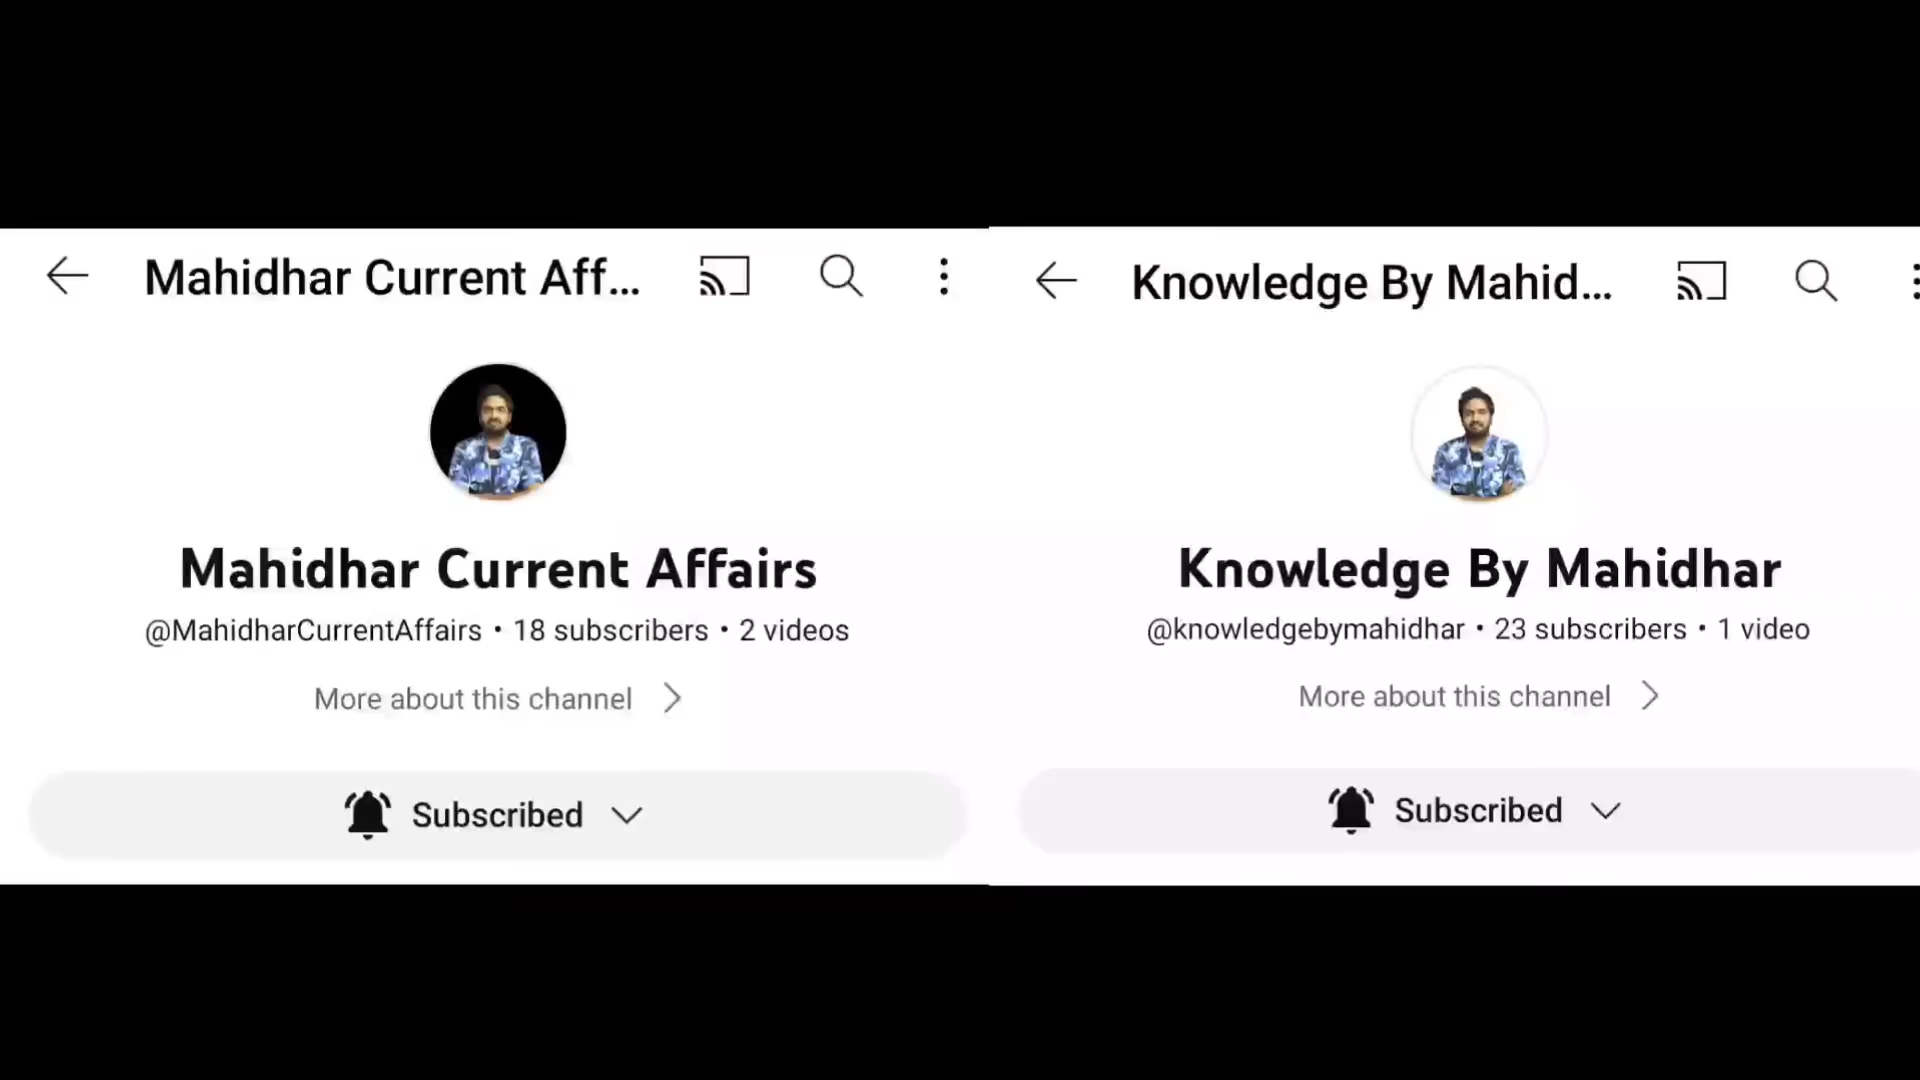 Mahidhar Current Aff...
Mahidhar Current Affairs
@MahidharCurrentAffairs • 18 subscribers • 2 videos
More about this channel
Subscribed
Knowledge By Mahid...
Knowledge By Mahidhar
@knowledgebymahidhar • 23 subscribers • 1 video
More about this channel
Subscribed